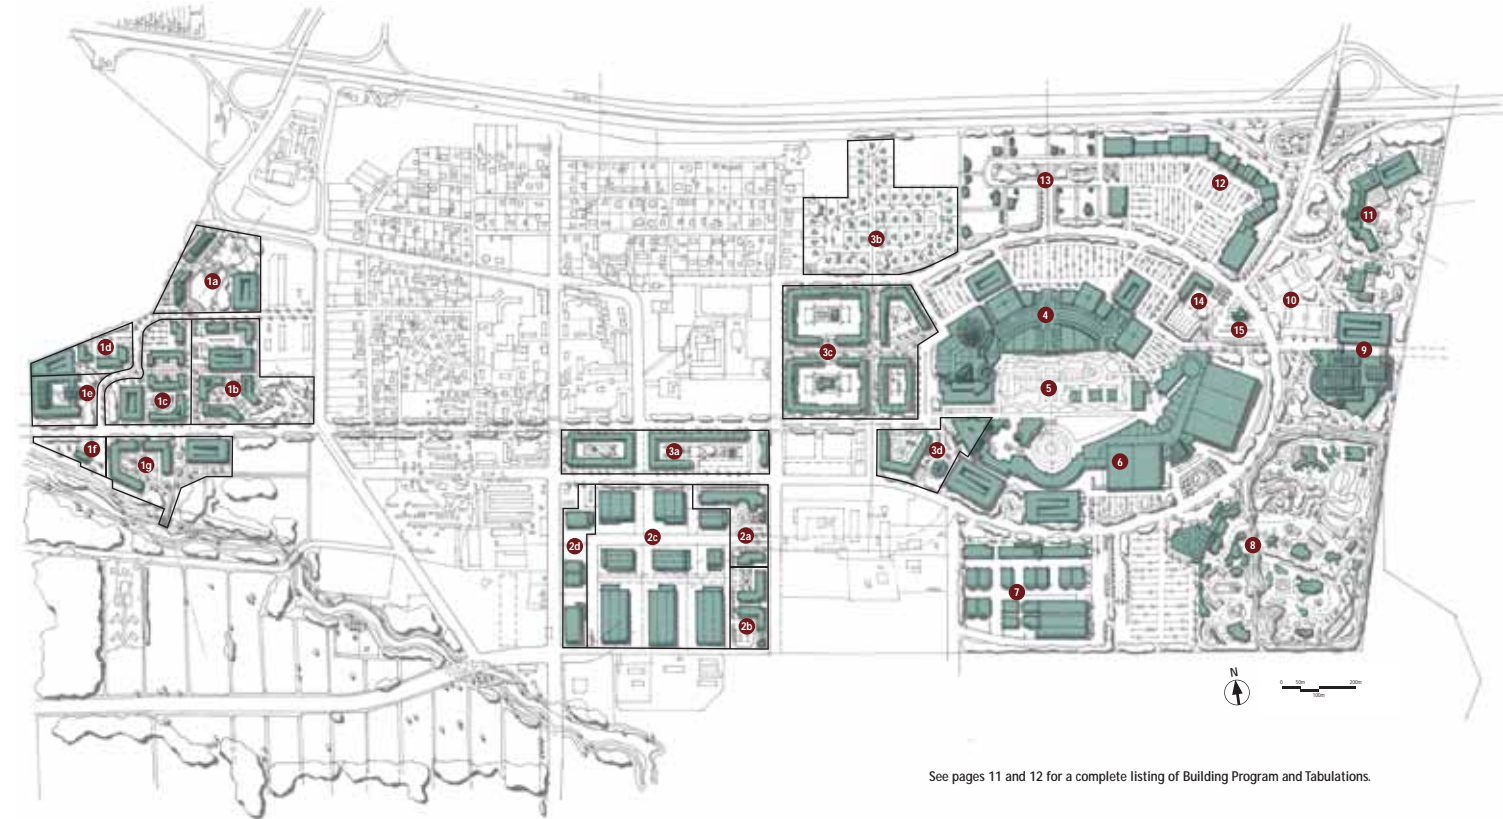 13
12
11
3b
1a
10
14
4
15
1d
3c
9
5
1e
1b
1c
1f
3a
3d
1g
6
2d
2c
2a
8
7
2b
N
0 50m 200m
100m
See pages 11 and 12 for a complete listing of Building Program and Tabulations.